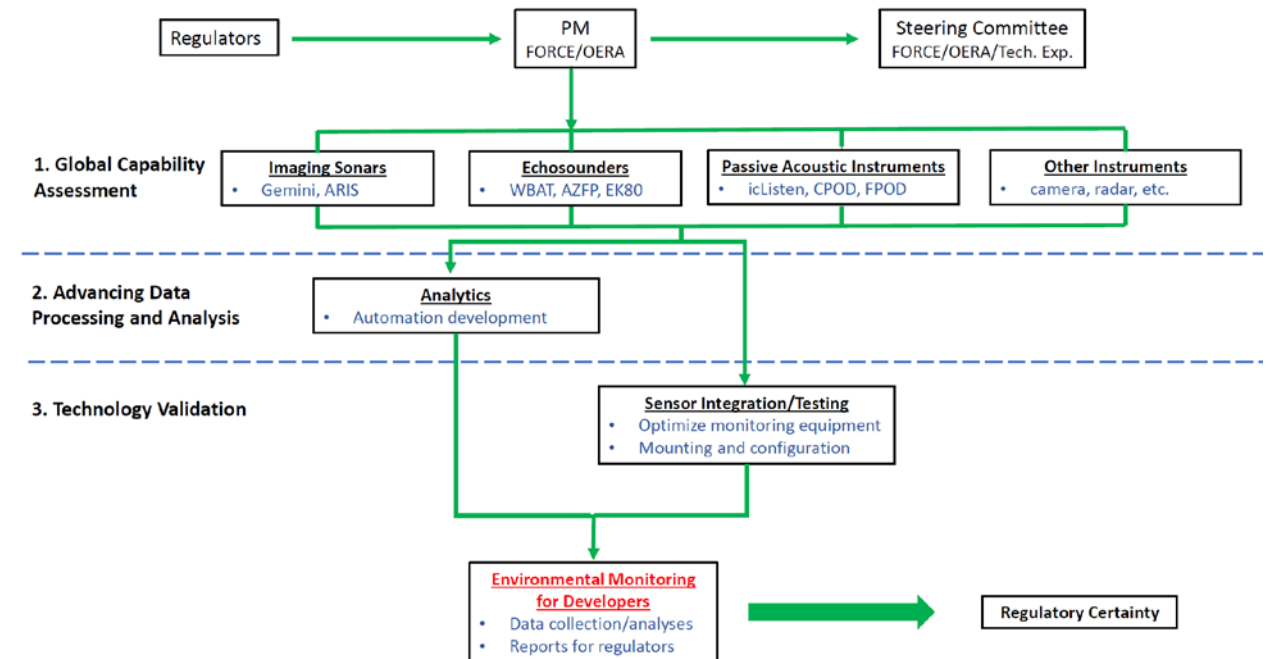 Regulators
PM
FORCE/OERA
Steering Committee
FORCE/OERA/Tech. Exp.
1. Global Capability
Assessment
Imaging Sonars
• Gemini, ARIS
Echosounders
• WBAT, AZFP, EK80
Passive Acoustic Instruments
• icListen, CPOD, FPOD
Other Instruments
• camera, radar, etc.
2. Advancing Data
Processing and Analysis
Analytics
• Automation development
3. Technology Validation
Sensor Integration/Testing
• Optimize monitoring equipment
• Mounting and configuration
Environmental Monitoring
for Developers
• Data collection/analyses
• Reports for regulators
Regulatory Certainty